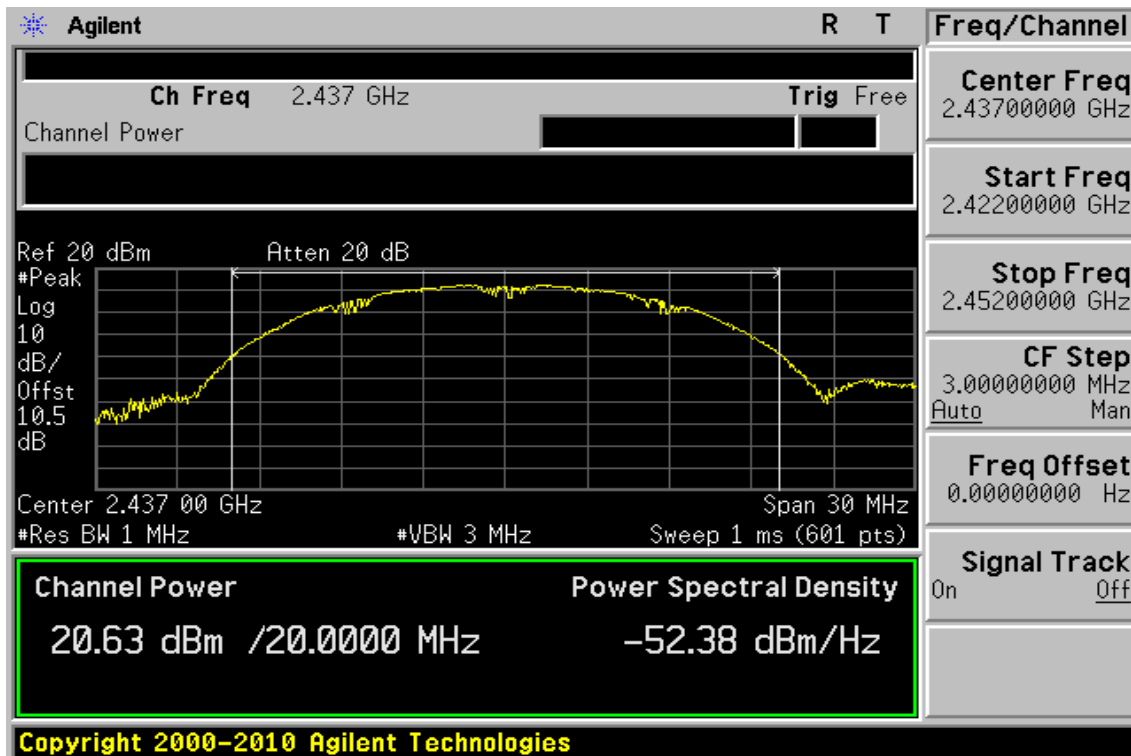 Agilent R T
Ch Freq 2.437 GHz Trig Free
Channel Power
Ref 20 dBm Atten 20 dB
#Peak
Log
10
dB/
Offst
10.5
dB
Center 2.437 00 GHz Span 30 MHz
#Res BW 1 MHz #VBW 3 MHz Sweep 1 ms (601 pts)
Channel Power Power Spectral Density
20.63 dBm /20.0000 MHz -52.38 dBm/Hz
Copyright 2000-2010 Agilent Technologies
Freq/Channel
Center Freq
2.43700000 GHz
Start Freq
2.42200000 GHz
Stop Freq
2.45200000 GHz
CF Step
3.00000000 MHz
Auto Man
Freq Offset
0.00000000 Hz
Signal Track
On Off